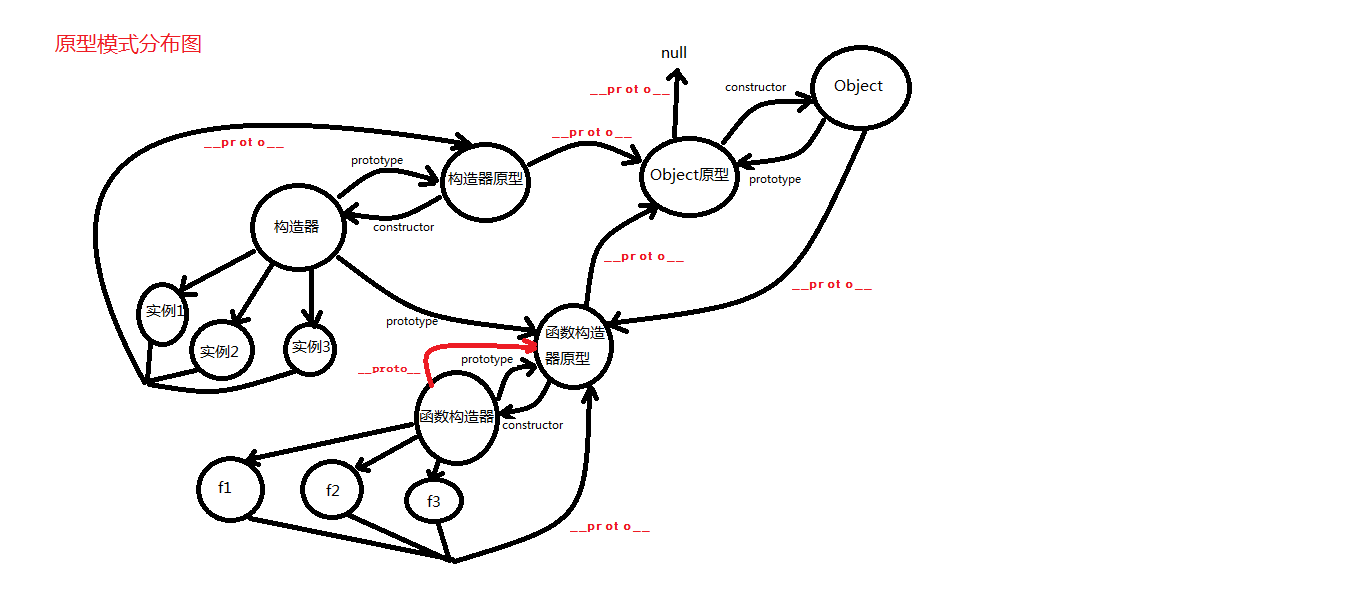 原型模式分布图
null
__proto__
constructor
Object
__proto__
__proto__
prototype
构造器原型
Object原型
prototype
构造器
constructor
__proto__
__proto__
实例1
实例2
实例3
prototype
函数构造
器原型
prototype
__proto__
函数构造器
constructor
f1
f2
f3
__proto__